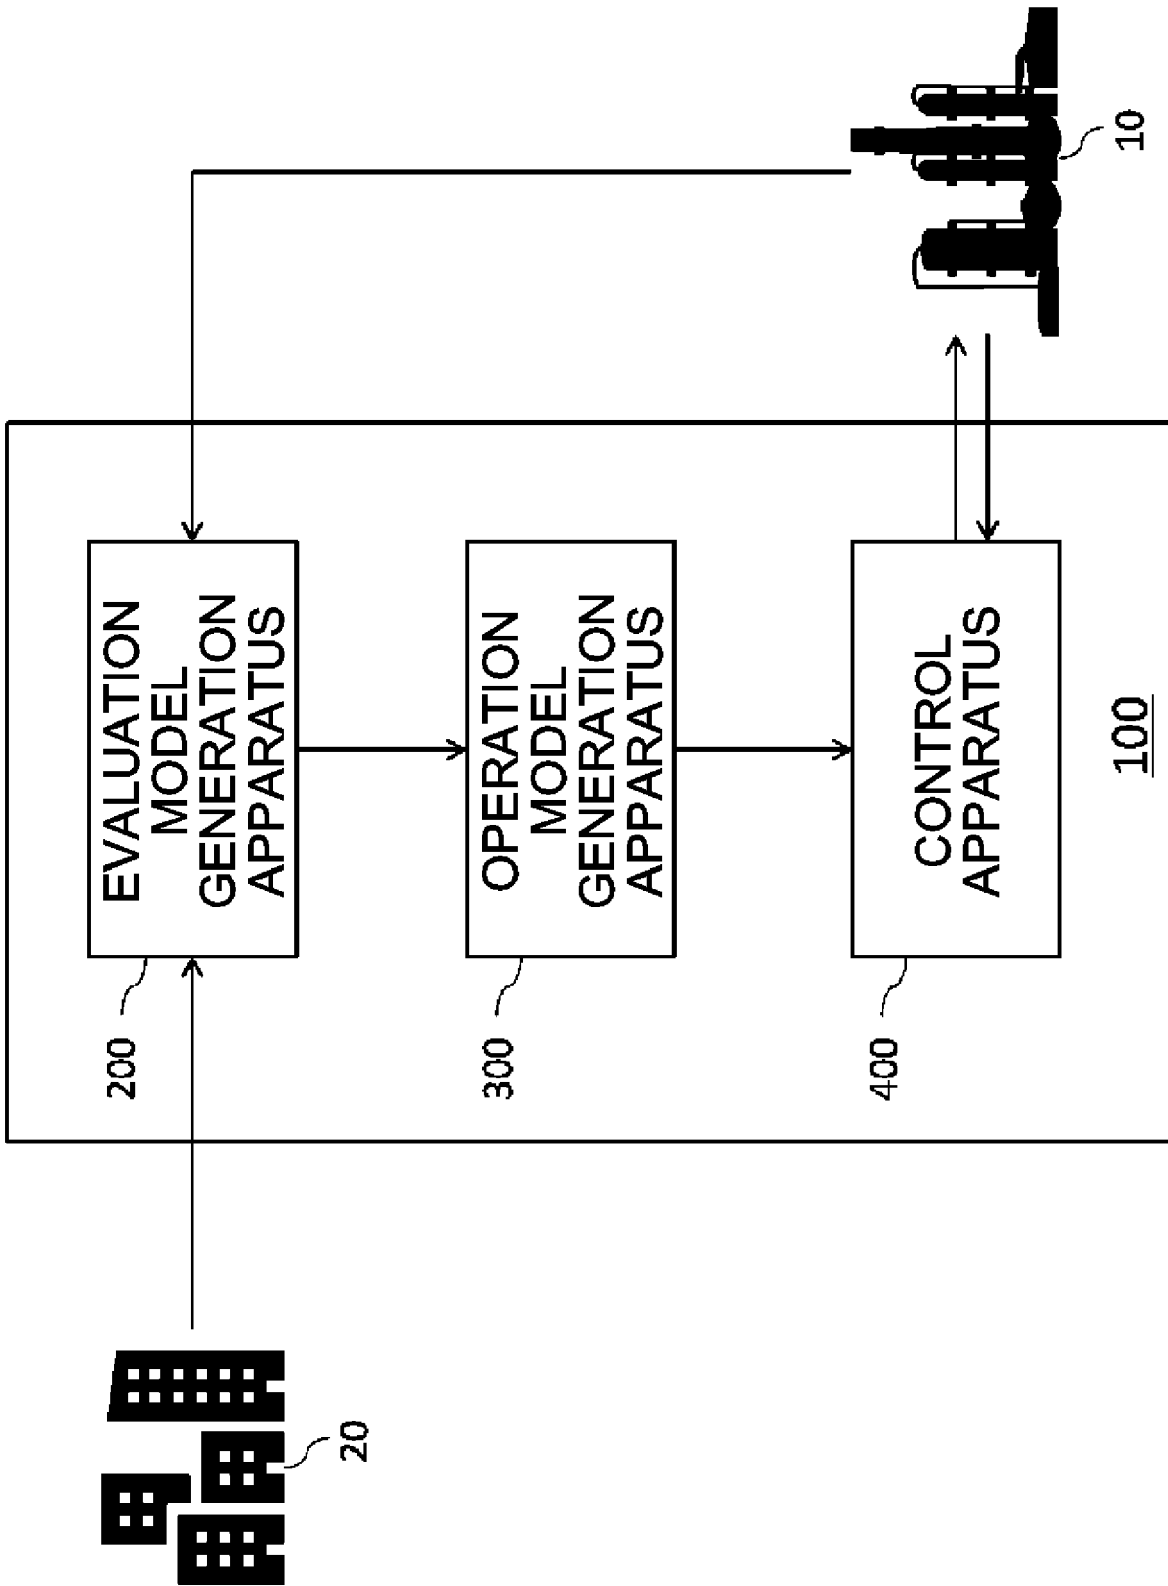 200
EVALUATION
MODEL
GENERATION
APPARATUS
20
300
OPERATION
MODEL
GENERATION
APPARATUS
400
CONTROL
APPARATUS
10
100